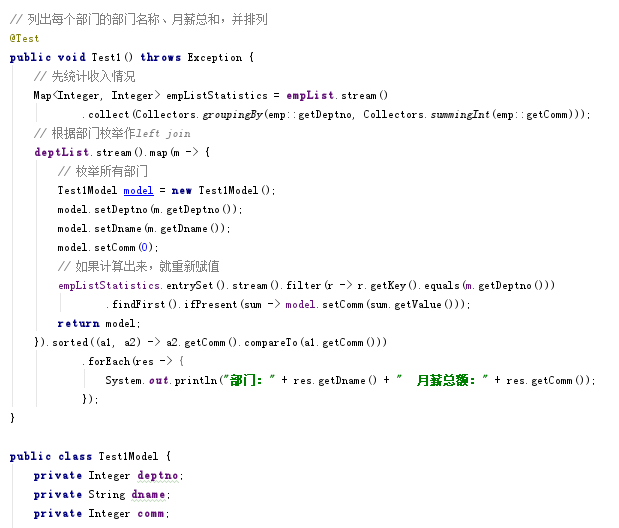 // 列出每个部门的部门名称、月薪总和，并排列
@Test
public void Test1() throws Exception {
// 先统计收入情况
Map<Integer, Integer> empListStatistics = empList.stream()
.collect(Collectors.groupingBy(emp::getDeptno, Collectors.summingInt(emp::getComm)));
// 根据部门枚举作left join
deptList.stream().map(m -> {
// 枚举所有部门
Test1Model model = new Test1Model();
model.setDeptno(m.getDeptno());
model.setDname(m.getDname());
model.setComm(0);
// 如果计算出来，就重新赋值
empListStatistics.entrySet().stream().filter(r -> r.getKey().equals(m.getDeptno()))
.findFirst().ifPresent(sum -> model.setComm(sum.getValue()));
return model;
}).sorted((a1, a2) -> a2.getComm().compareTo(a1.getComm()))
.forEach(res -> {
System.out.println("部门：" + res.getDname() + "  月薪总额：" + res.getComm());
});
}
public class Test1Model {
private Integer deptno;
private String dname;
private Integer comm;